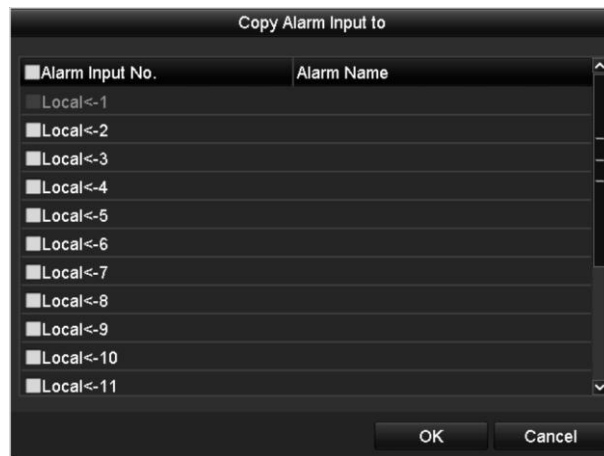 Copy Alarm Input to
Alarm Input No. Alarm Name
Local<-1
Local<-2
Local<-3
Local<-4
Local<-5
Local<-6
Local<-7
Local<-8
Local<-9
Local<-10
Local<-11
OK Cancel